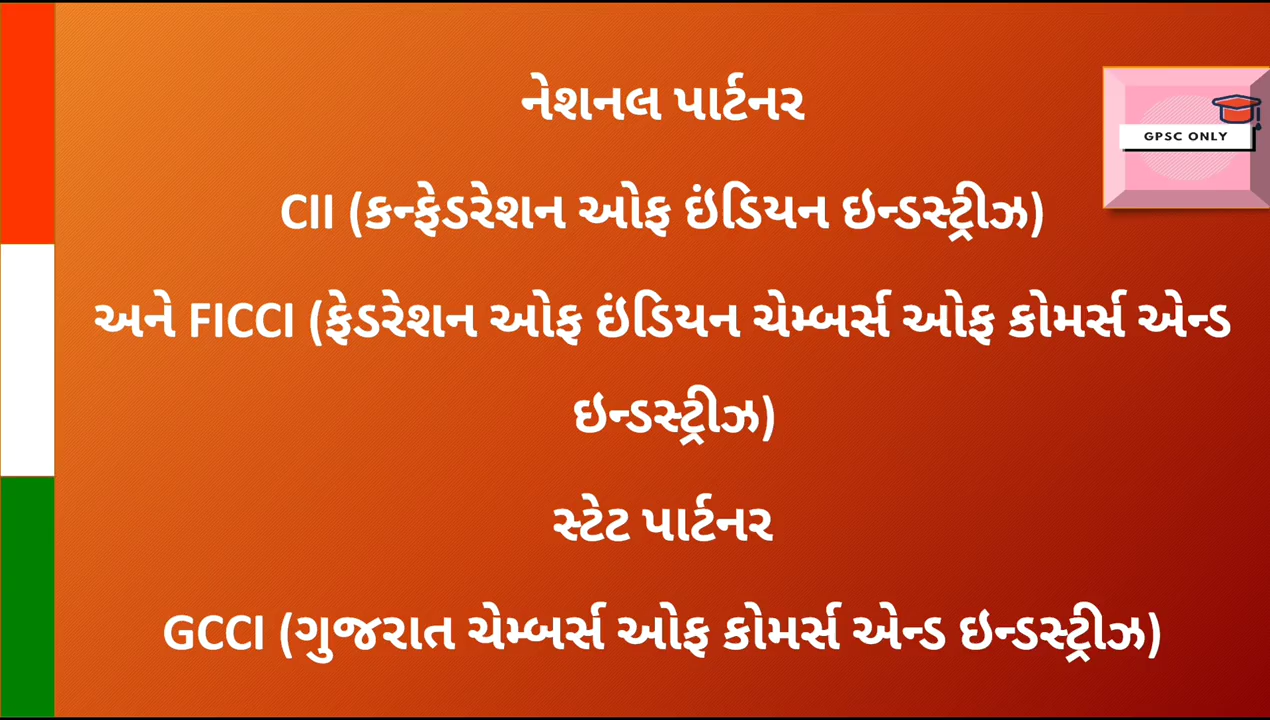 નેશનલ પાર્ટનર
GPSC ONLY
CII (કન્ફેડરેશન ઓફ ઇંડિયન ઇન્ડસ્ટ્રીઝ)
અને FICCI (ફેડરેશન ઓફ ઇંડિયન ચેમ્બર્સ ઓફ કોમર્સ એન્ડ
ઇન્ડસ્ટ્રીઝ)
સ્ટેટ પાર્ટનર
GCCI (ગુજરાત ચેમ્બર્સ ઓફ કોમર્સ એન્ડ ઇન્ડસ્ટ્રીઝ)